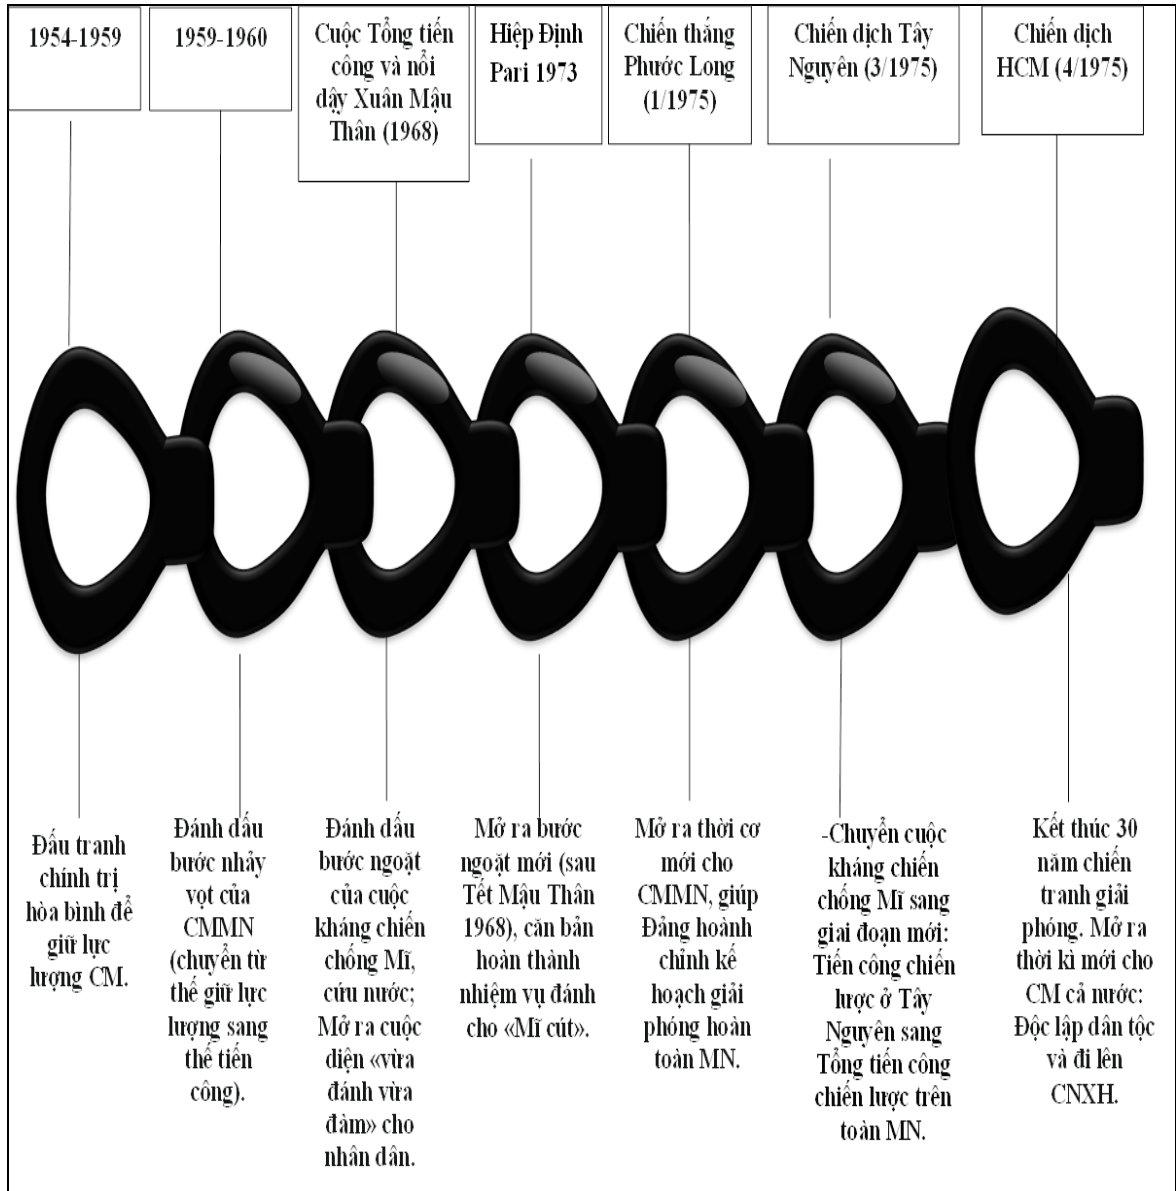 1954-1959
1959-1960
Cuộc Tổng tiến
công và nổi
dậy Xuân Mậu
Thân (1968)
Hiệp Định
Pari 1973
Chiến thắng
Phước Long
(1/1975)
Chiến dịch Tây
Nguyên (3/1975)
Chiến dịch
HCM (4/1975)
Đấu tranh
chính trị
hòa bình để
giữ lực
lượng CM.
Đánh dấu
bước nhảy
vọt của
CMMN
(chuyển từ
thế giữ lực
lượng sang
thế tiến
công).
Đánh dấu
bước ngoặt
của cuộc
kháng chiến
chống Mĩ,
cứu nước;
Mở ra cuộc
diện «vừa
đánh vừa
đàm» cho
nhân dân.
Mở ra bước
ngoặt mới (sau
Tết Mậu Thân
1968), căn bản
hoàn thành
nhiệm vụ đánh
cho «Mĩ cút».
Mở ra thời cơ
mới cho
CMMN, giúp
Đảng hoành
chỉnh kế
hoạch giải
phóng hoàn
toàn MN.
-Chuyển cuộc
kháng chiến
chống Mĩ sang
giai đoạn mới:
Tiến công chiến
lược ở Tây
Nguyên sang
Tổng tiến công
chiến lược trên
toàn MN.
Kết thúc 30
năm chiến
tranh giải
phóng. Mở ra
thời kì mới cho
CM cả nước:
Độc lập dân tộc
và đi lên
CNXH.